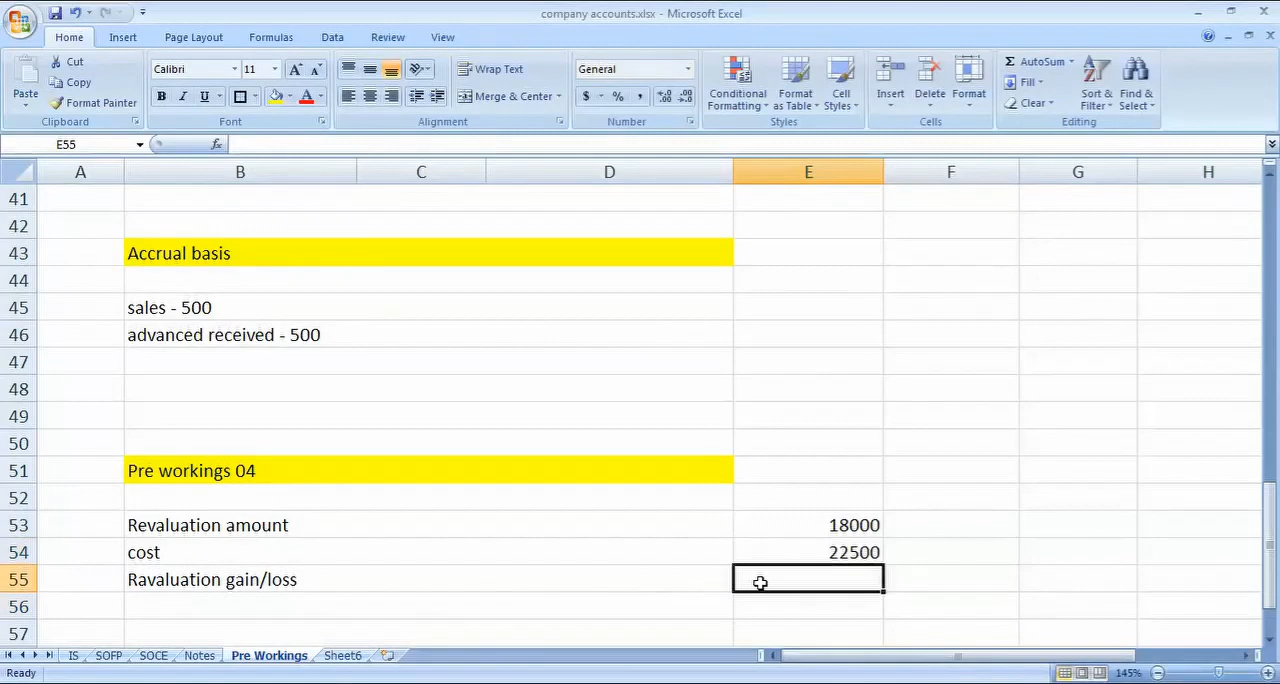 company accounts.xlsx - Microsoft Excel
Home Insert Page Layout Formulas Data Review View
Paste
Cut
Copy
Format Painter
Clipboard
Calibri 11
B I U
Font
Wrap Text
Merge & Center
Alignment
General
$ % ,
Number
Conditional Formatting
Format as Table
Cell Styles
Styles
Insert Delete Format
Cells
Σ AutoSum
Fill
Clear
Sort & Filter
Find & Select
Editing
E55 fx
A B C D E F G H
41
42
43 Accrual basis
44
45 sales - 500
46 advanced received - 500
47
48
49
50
51 Pre workings 04
52
53 Revaluation amount 18000
54 cost 22500
55 Ravaluation gain/loss
56
57
IS SOFP SOCE Notes Pre Workings Sheet6
Ready 145%